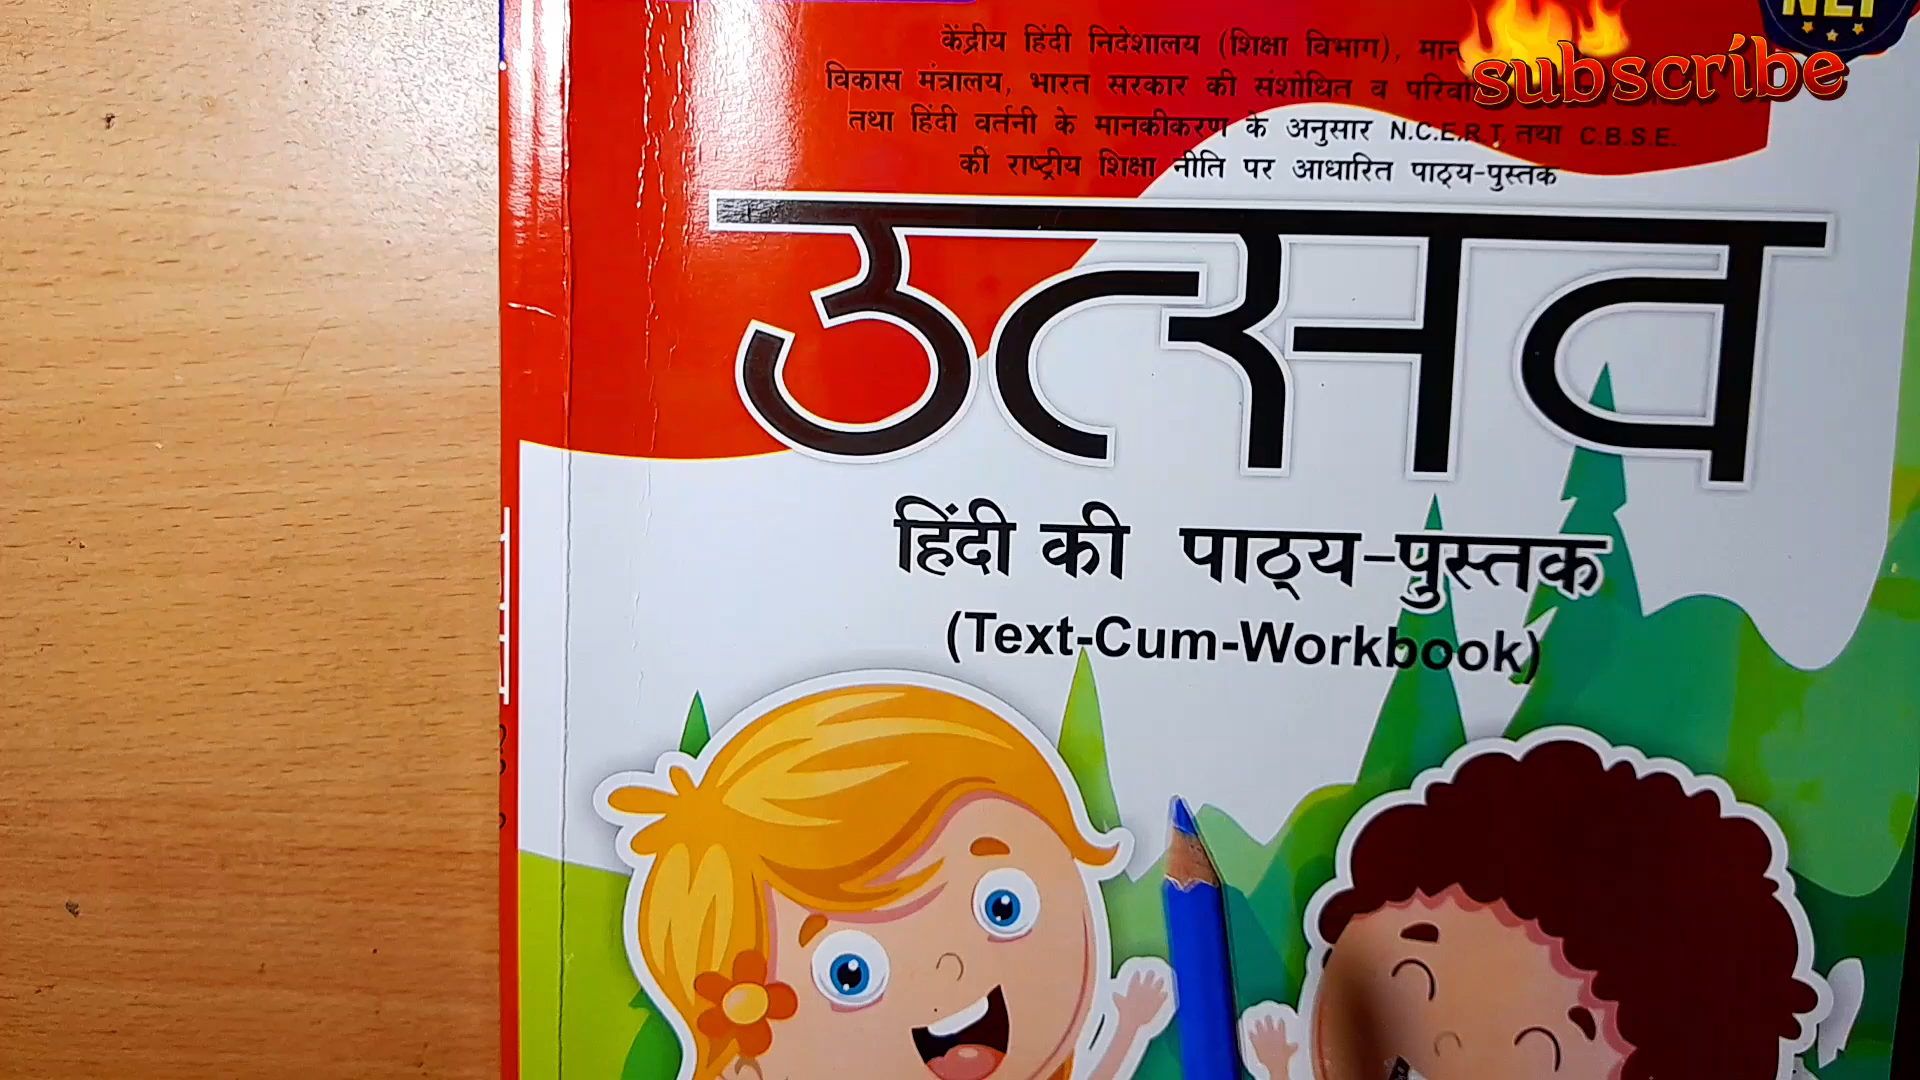 केंद्रीय हिंदी निदेशालय (शिक्षा विभाग),
विकास मंत्रालय, भारत सरकार की संशोधित व
तथा हिंदी वर्तनी के मानकीकरण के अनुसार N.C.E.R.T. तथा C.B.S.E.
की राष्ट्रीय शिक्षा नीति पर आधारित पाठ्य-पुस्तक
subscribe
उत्सव
हिंदी की पाठ्य-पुस्तक
(Text-Cum-Workbook)